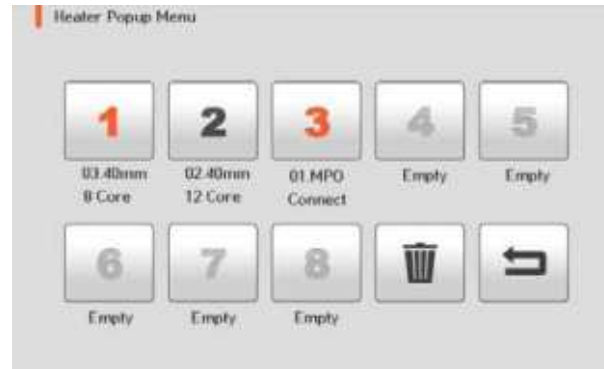 Heater Popup Menu
1 2 3 4 5
03.40mm 02.40mm 01.MPO Empty Empty
8 Core 12 Core Connect
6 7 8
Empty Empty Empty